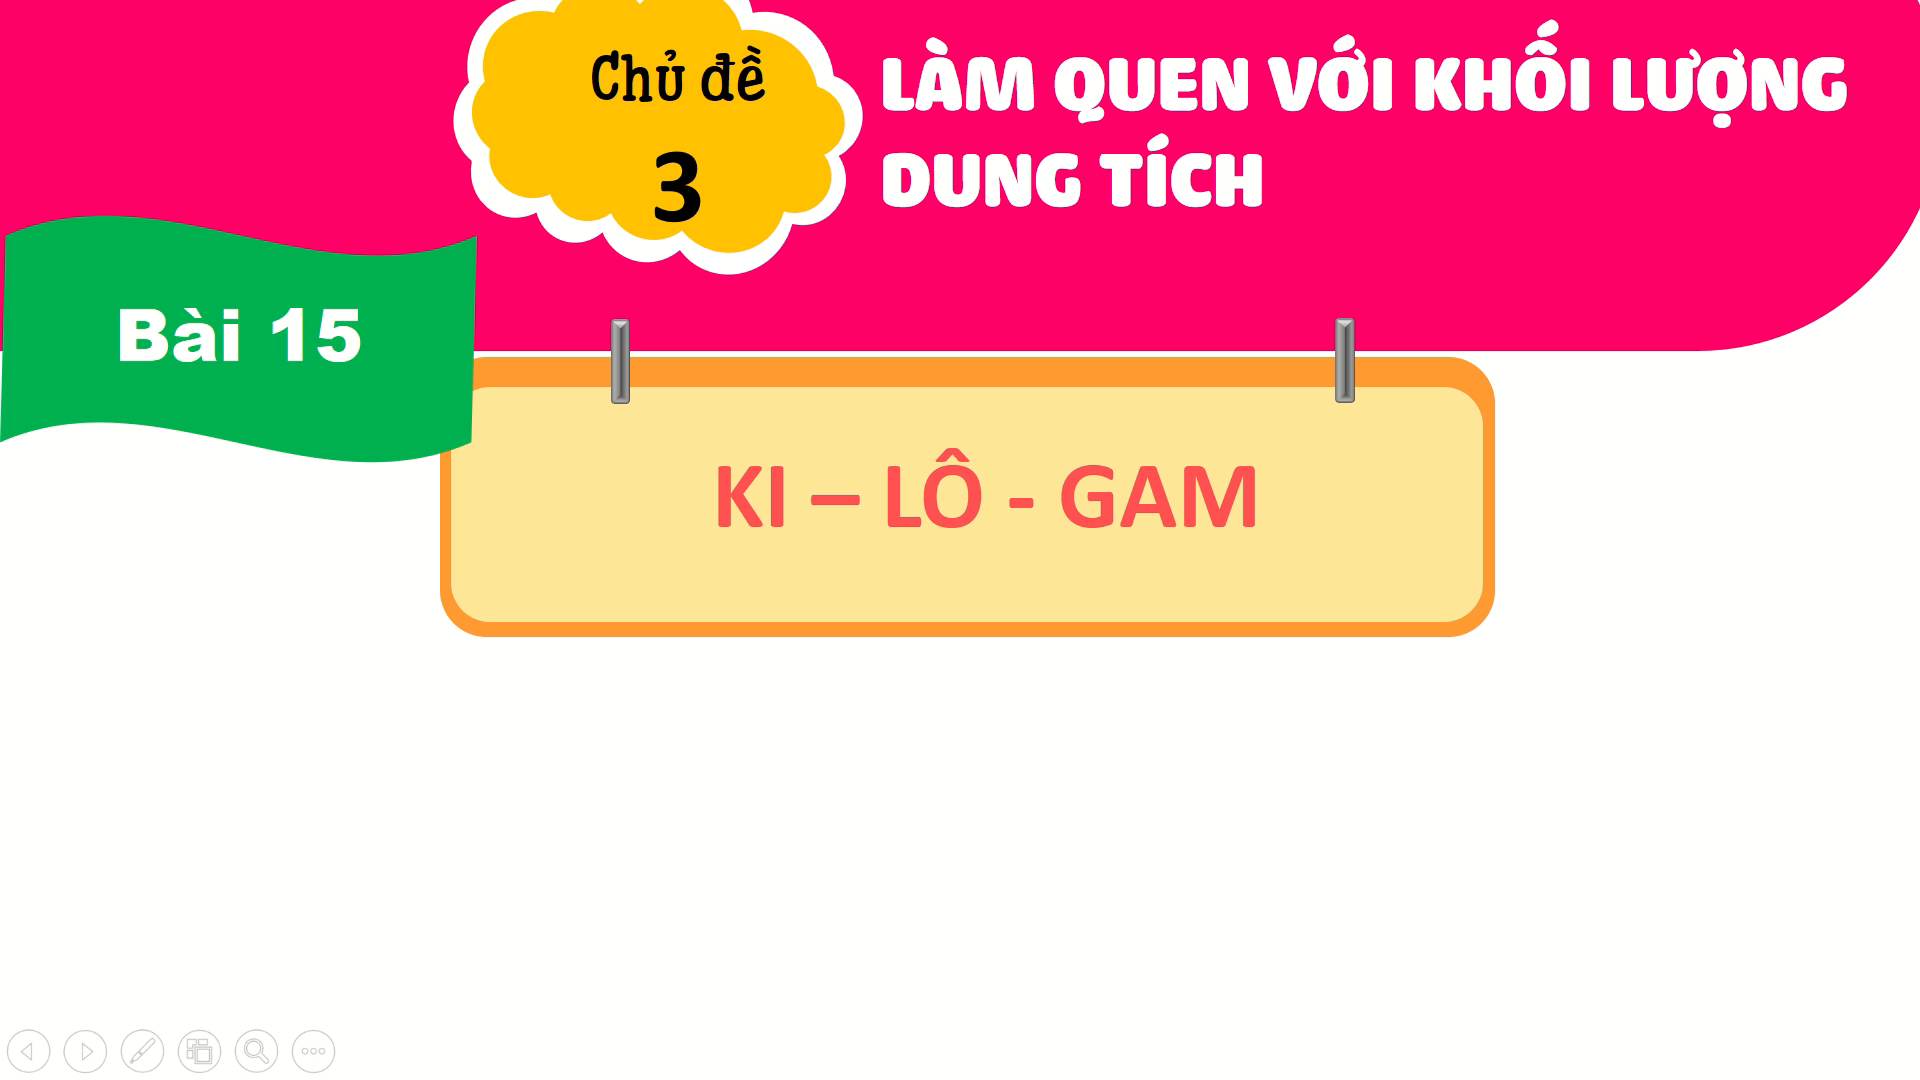 Chủ đề
3
LÀM QUEN VỚI KHỐI LƯỢNG
DUNG TÍCH
Bài 15
KI – LÔ - GAM